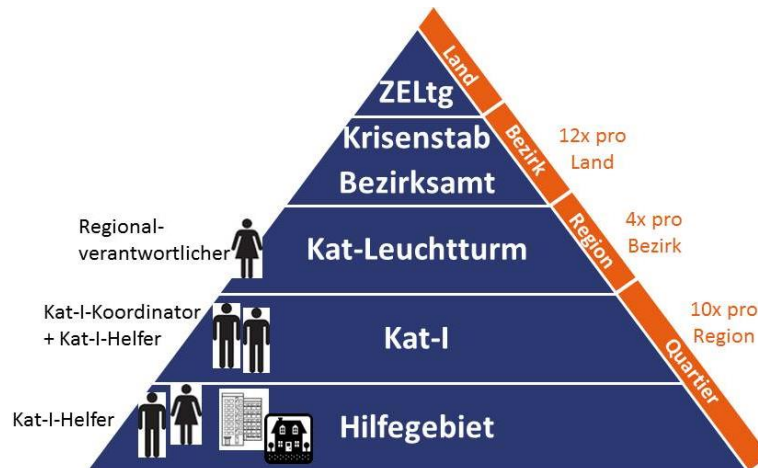 Land
ZELtg
Bezirk
12x pro
Land
Krisenstab
Bezirksamt
Region
4x pro
Bezirk
Regional-
verantwortlicher
Kat-Leuchtturm
Quartier
10x pro
Region
Kat-I-Koordinator
+ Kat-I-Helfer
Kat-I
Kat-I-Helfer
Hilfegebiet